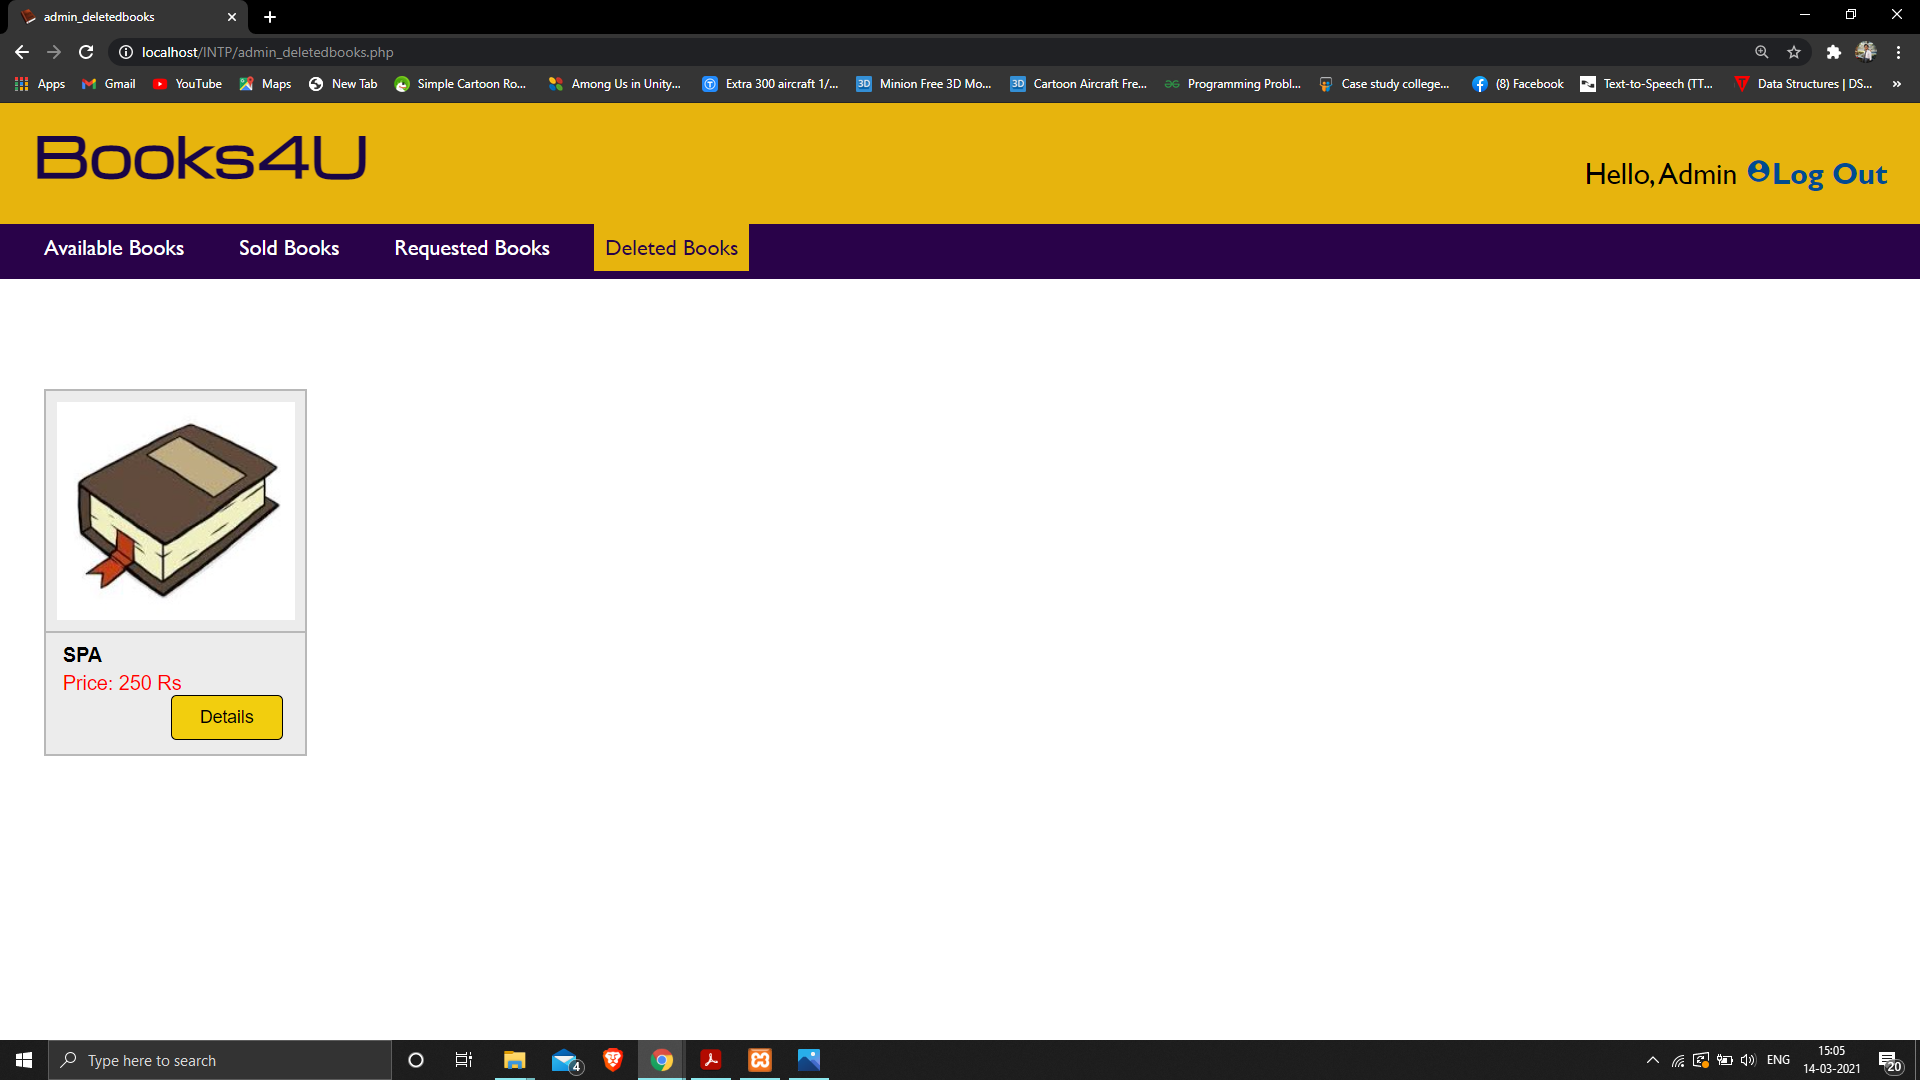 admin_deletedbooks
localhost/INTP/admin_deletedbooks.php
Apps Gmail YouTube Maps New Tab Simple Cartoon Ro... Among Us in Unity... Extra 300 aircraft 1/... Minion Free 3D Mo... Cartoon Aircraft Fre... Programming Probl... Case study college... (8) Facebook Text-to-Speech (TT... Data Structures | DS... »
Books4U
Hello, Admin Log Out
Available Books Sold Books Requested Books Deleted Books
SPA
Price: 250 Rs
Details
Type here to search
4
ENG
15:05
14-03-2021
20